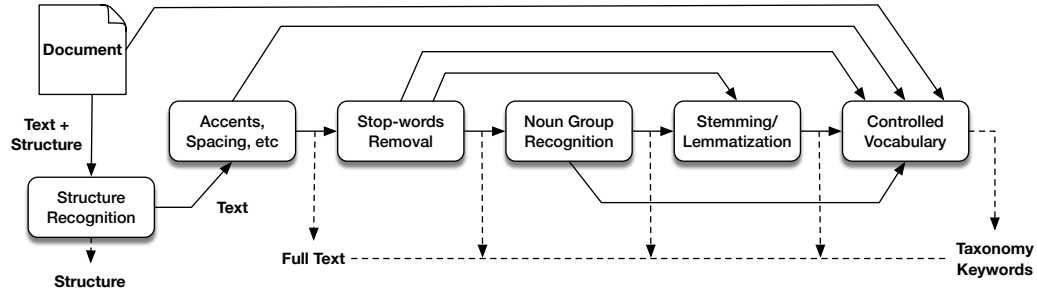 Document
Text +
Structure
Accents,
Spacing, etc
Stop-words
Removal
Noun Group
Recognition
Stemming/
Lemmatization
Controlled
Vocabulary
Structure
Recognition
Text
Full Text
Taxonomy
Keywords
Structure